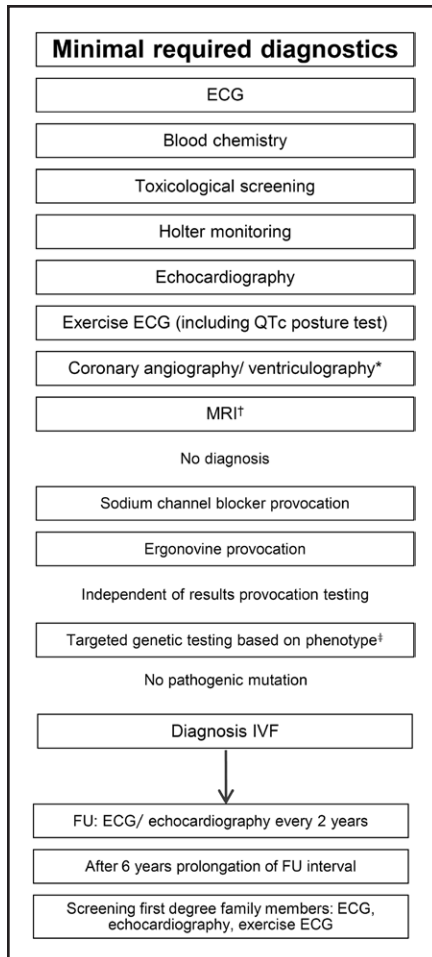 Minimal required diagnostics
ECG
Blood chemistry
Toxicological screening
Holter monitoring
Echocardiography
Exercise ECG (including QTc posture test)
Coronary angiography/ ventriculography*
MRI†
No diagnosis
Sodium channel blocker provocation
Ergonovine provocation
Independent of results provocation testing
Targeted genetic testing based on phenotype‡
No pathogenic mutation
Diagnosis IVF
FU: ECG/ echocardiography every 2 years
After 6 years prolongation of FU interval
Screening first degree family members: ECG,
echocardiography, exercise ECG